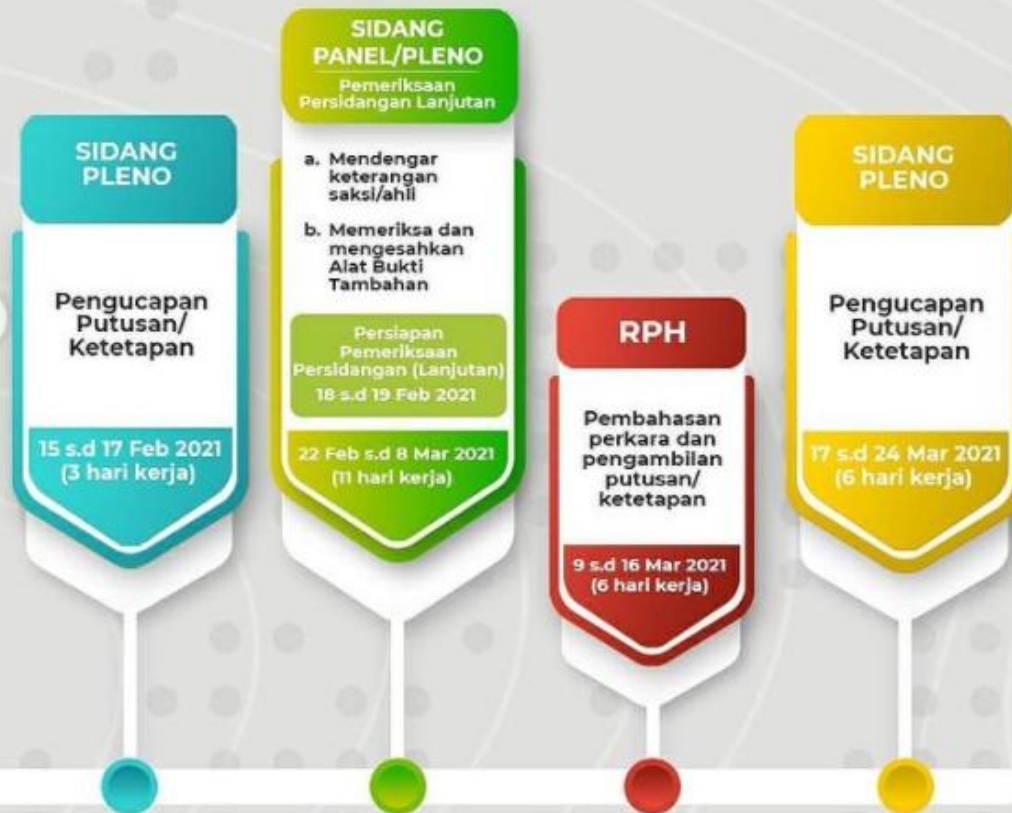 SIDANG
PLENO
Pengucapan
Putusan/
Ketetapan
15 s.d 17 Feb 2021
(3 hari kerja)
SIDANG
PANEL/PLENO
Pemeriksaan
Persidangan Lanjutan
a. Mendengar
keterangan
saksi/ahli
b. Memeriksa dan
mengesahkan
Alat Bukti
Tambahan
Persiapan
Pemeriksaan
Persidangan (Lanjutan)
18 s.d 19 Feb 2021
22 Feb s.d 8 Mar 2021
(11 hari kerja)
RPH
Pembahasan
perkara dan
pengambilan
putusan/
ketetapan
9 s.d 16 Mar 2021
(6 hari kerja)
SIDANG
PLENO
Pengucapan
Putusan/
Ketetapan
17 s.d 24 Mar 2021
(6 hari kerja)